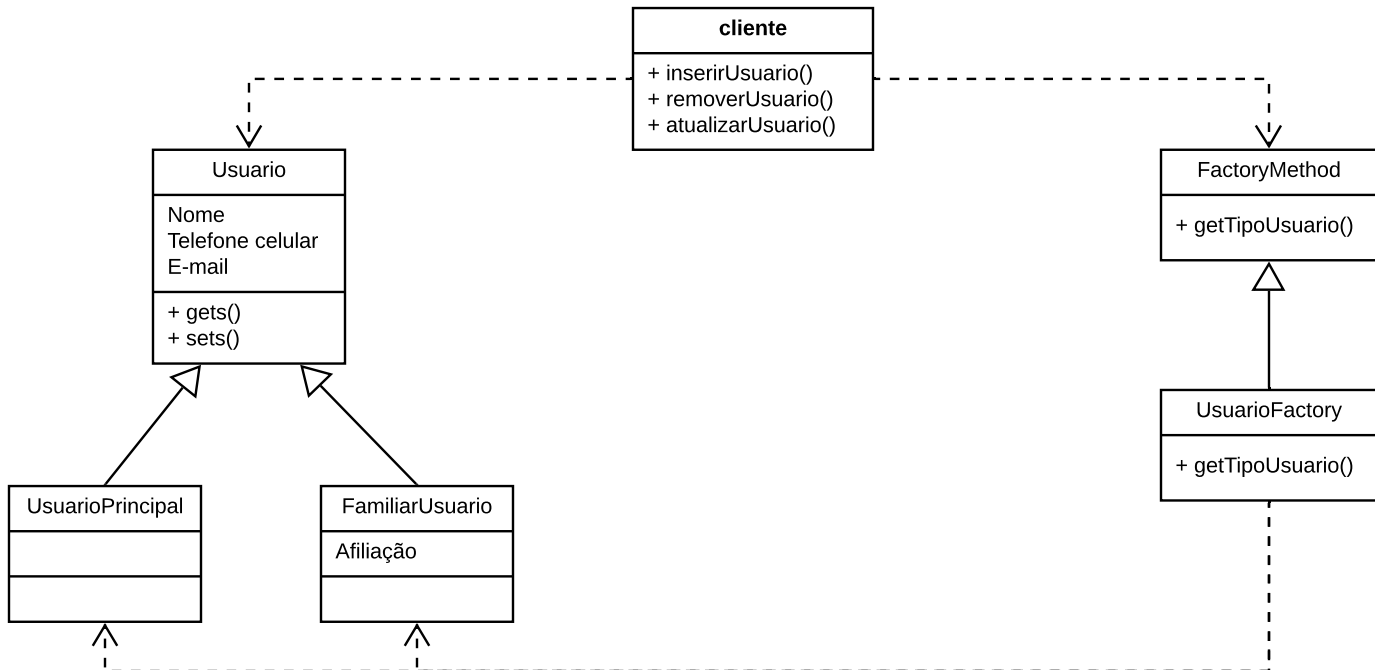 cliente
+ inserirUsuario()
+ removerUsuario()
+ atualizarUsuario()
Usuario
Nome
Telefone celular
E-mail
+ gets()
+ sets()
FactoryMethod
+ getTipoUsuario()
UsuarioFactory
+ getTipoUsuario()
UsuarioPrincipal
FamiliarUsuario
Afiliação